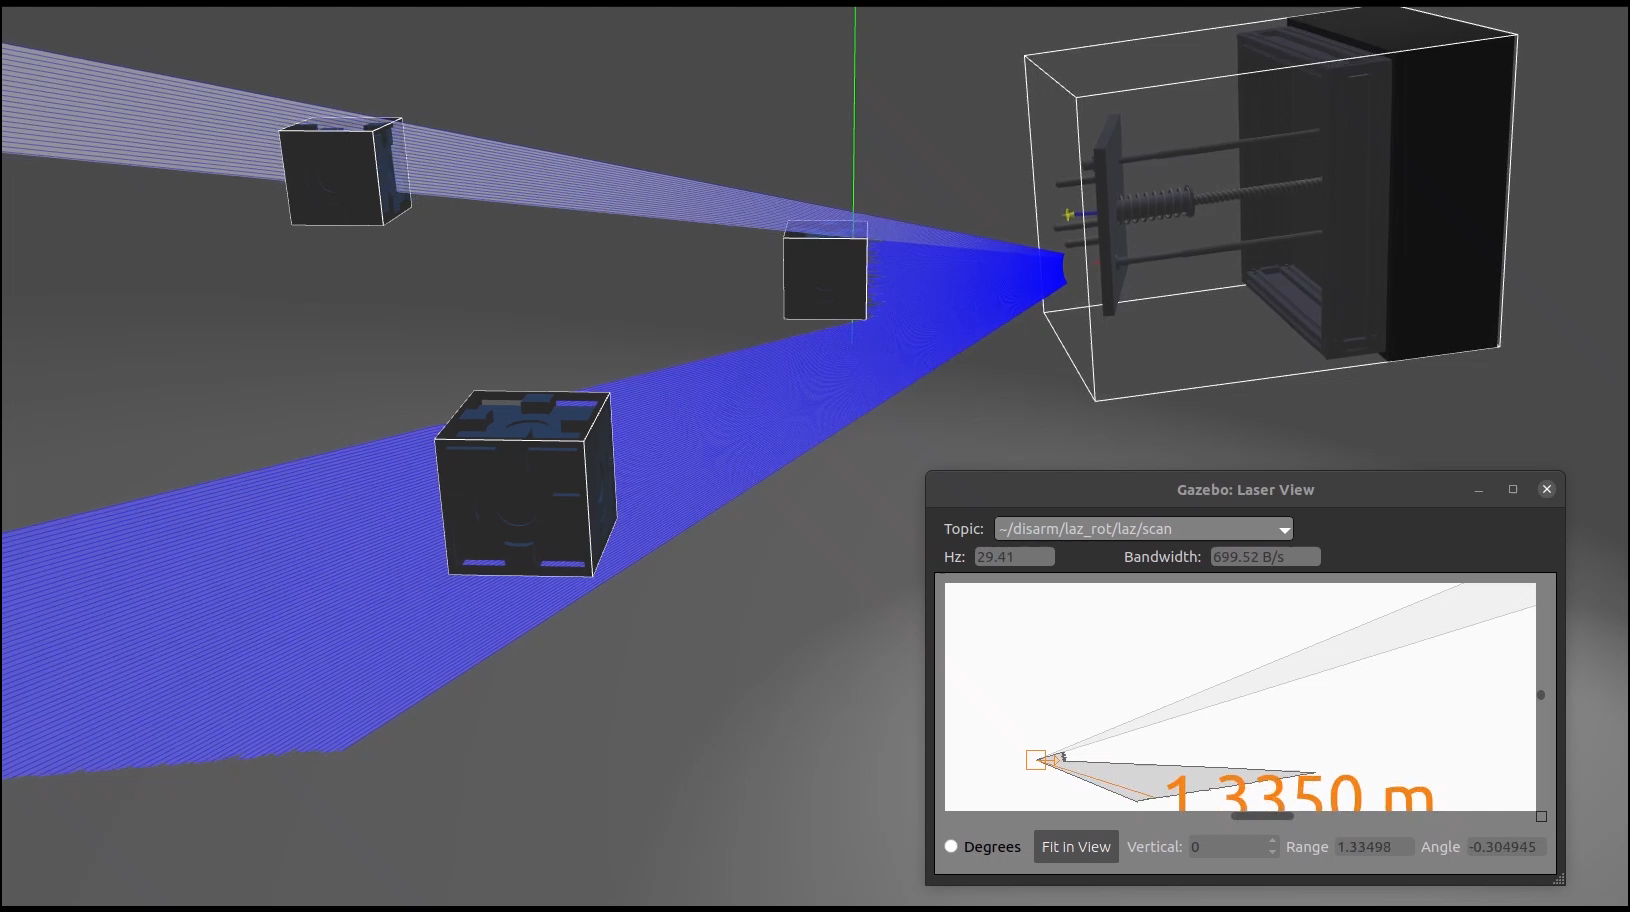 Gazebo: Laser View
Topic: ~/disarm/laz_rot/laz/scan
Hz: 29.41 Bandwidth: 699.52 B/s
1.3350 m
Degrees Fit in View Vertical: 0 Range 1.33498 Angle -0.304945